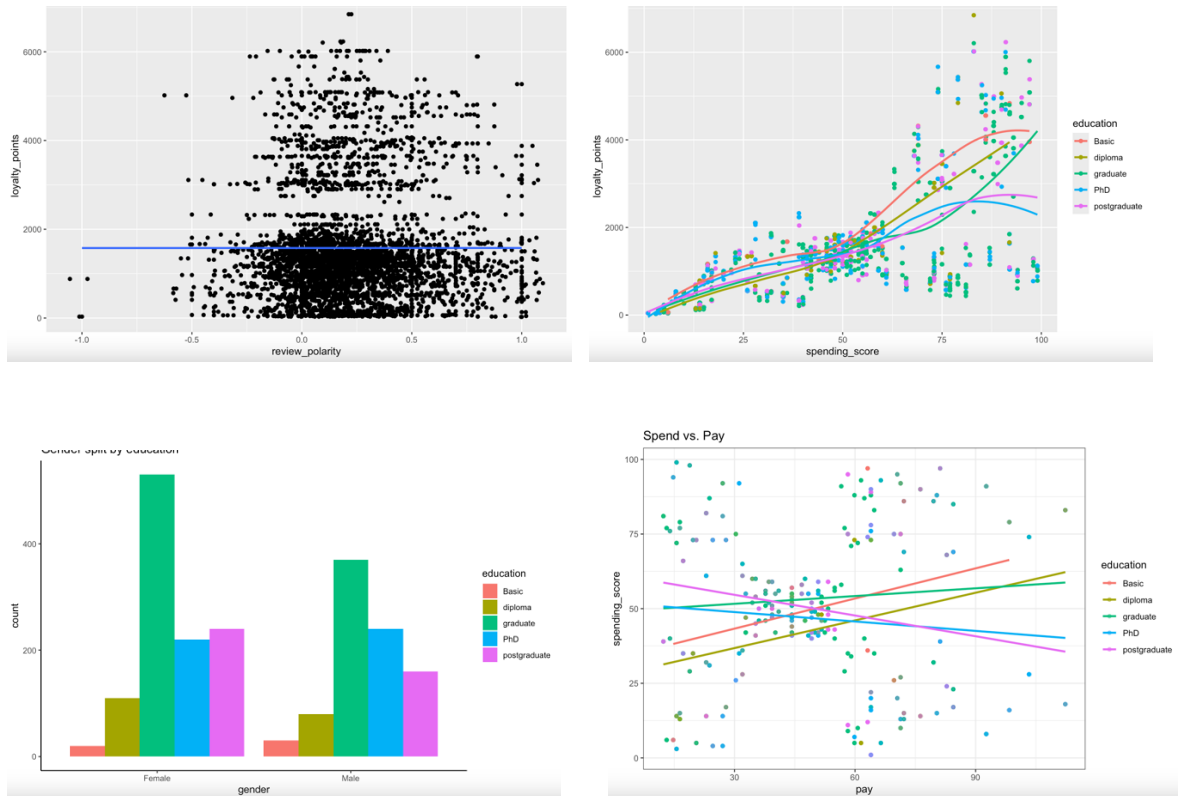 loyalty_points
6000
4000
2000
0
-1.0
-0.5
0.0
0.5
1.0
review_polarity
loyalty_points
6000
4000
2000
0
0
25
50
75
100
spending_score
education
Basic
diploma
graduate
PhD
postgraduate
Gender split by education
count
400
200
0
Female
Male
gender
education
Basic
diploma
graduate
PhD
postgraduate
Spend vs. Pay
spending_score
100
75
50
25
0
30
60
90
pay
education
Basic
diploma
graduate
PhD
postgraduate